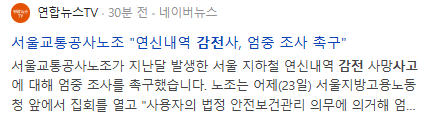 연합뉴스TV
연합뉴스TV · 30분 전 · 네이버뉴스
서울교통공사노조 "연신내역 감전사, 엄중 조사 촉구"
서울교통공사노조가 지난달 발생한 서울 지하철 연신내역 감전 사망사고
에 대해 엄중 조사를 촉구했습니다. 노조는 어제(23일) 서울지방고용노동
청 앞에서 집회를 열고 "사용자의 법정 안전보건관리 의무에 의거해 엄...